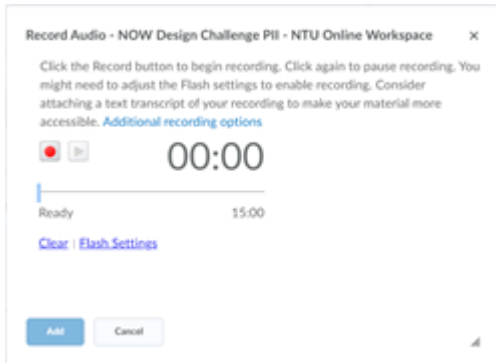 Record Audio - NOW Design Challenge PII - NTU Online Workspace ×
Click the Record button to begin recording. Click again to pause recording. You
might need to adjust the Flash settings to enable recording. Consider
attaching a text transcript of your recording to make your material more
accessible. Additional recording options
00:00
Ready 15:00
Clear | Flash Settings
Add Cancel